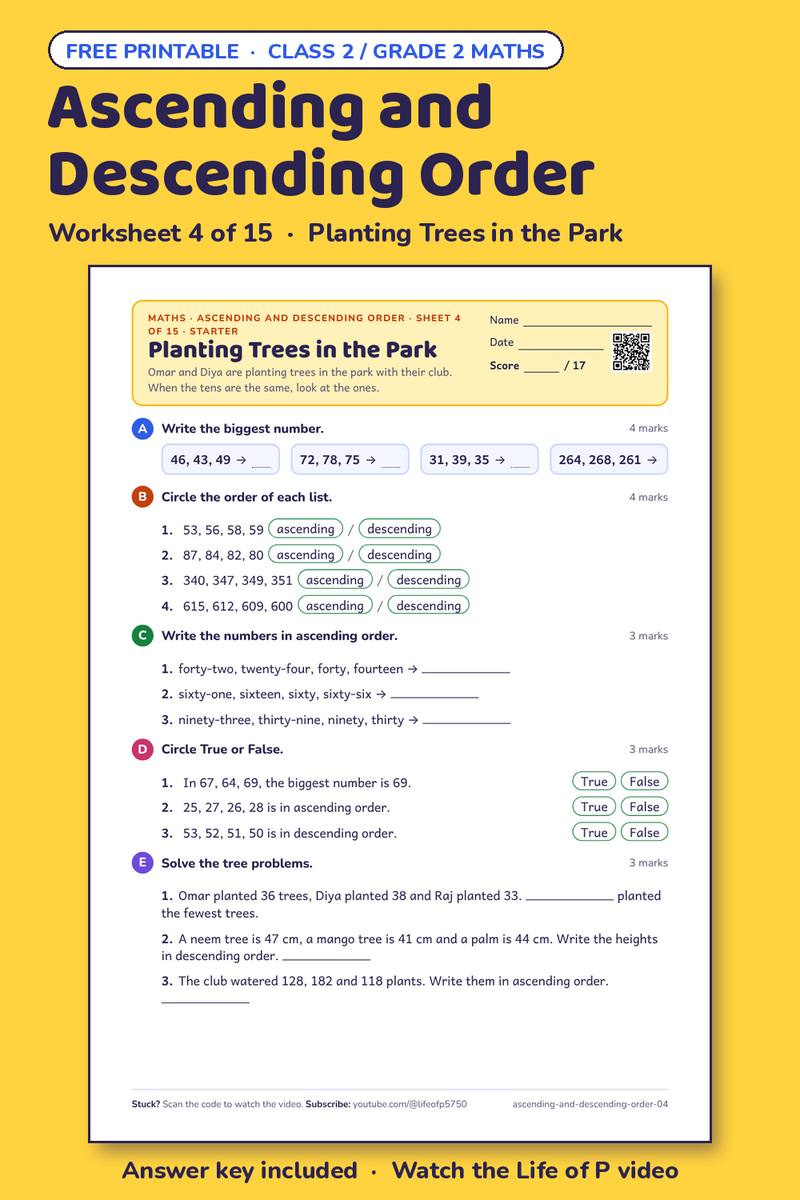 FREE PRINTABLE · CLASS 2 / GRADE 2 MATHS
Ascending and
Descending Order
Worksheet 4 of 15 · Planting Trees in the Park
MATHS · ASCENDING AND DESCENDING ORDER · SHEET 4
OF 15 · STARTER
Planting Trees in the Park
Omar and Diya are planting trees in the park with their club.
When the tens are the same, look at the ones.
Name ____________
Date ____________
Score _____ / 17
A Write the biggest number. 4 marks
46, 43, 49 → ___ 72, 78, 75 → ___ 31, 39, 35 → ___ 264, 268, 261 →
B Circle the order of each list. 4 marks
1. 53, 56, 58, 59 ascending / descending
2. 87, 84, 82, 80 ascending / descending
3. 340, 347, 349, 351 ascending / descending
4. 615, 612, 609, 600 ascending / descending
C Write the numbers in ascending order. 3 marks
1. forty-two, twenty-four, forty, fourteen → ____________
2. sixty-one, sixteen, sixty, sixty-six → ____________
3. ninety-three, thirty-nine, ninety, thirty → ____________
D Circle True or False. 3 marks
1. In 67, 64, 69, the biggest number is 69. True False
2. 25, 27, 26, 28 is in ascending order. True False
3. 53, 52, 51, 50 is in descending order. True False
E Solve the tree problems. 3 marks
1. Omar planted 36 trees, Diya planted 38 and Raj planted 33. ____________ planted
the fewest trees.
2. A neem tree is 47 cm, a mango tree is 41 cm and a palm is 44 cm. Write the heights
in descending order. ____________
3. The club watered 128, 182 and 118 plants. Write them in ascending order.
____________
Stuck? Scan the code to watch the video. Subscribe: youtube.com/@lifeofp5750 ascending-and-descending-order-04
Answer key included · Watch the Life of P video